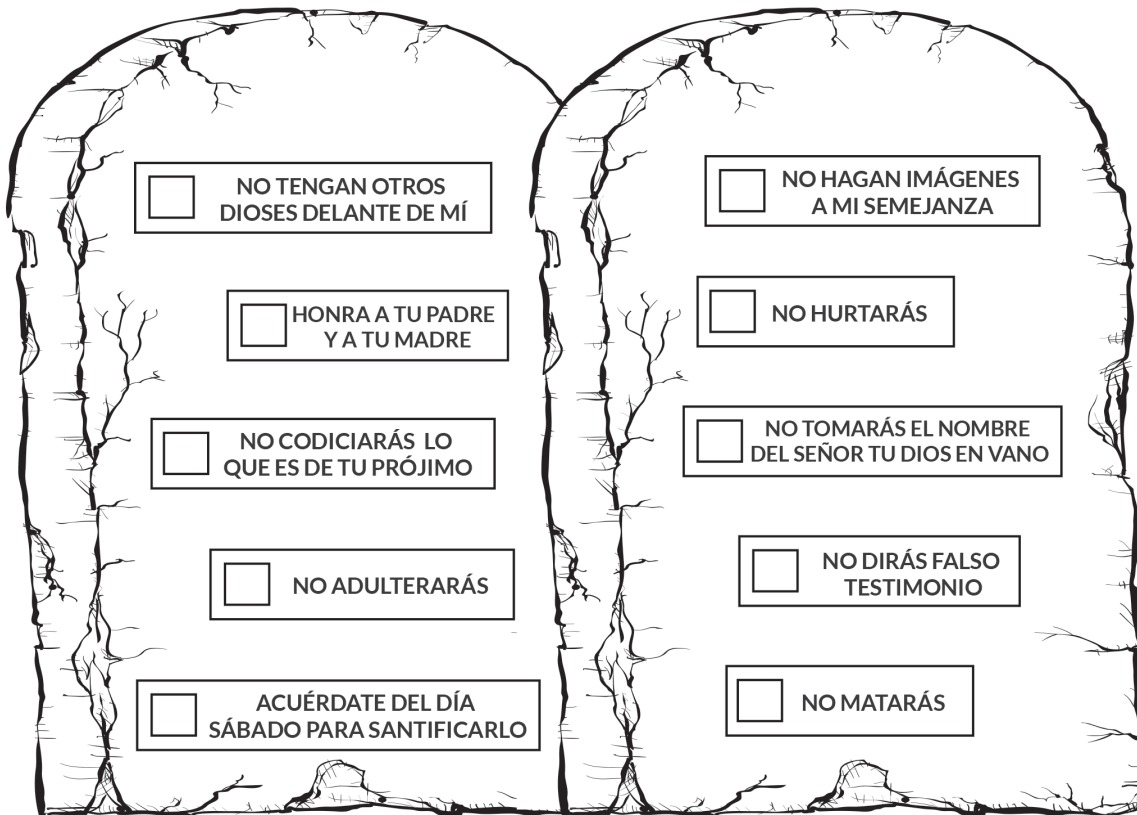 NO TENGAN OTROS
DIOSES DELANTE DE MÍ
HONRA A TU PADRE
Y A TU MADRE
NO CODICIARÁS LO
QUE ES DE TU PRÓJIMO
NO ADULTERARÁS
ACUÉRDATE DEL DÍA
SÁBADO PARA SANTIFICARLO
NO HAGAN IMÁGENES
A MI SEMEJANZA
NO HURTARÁS
NO TOMARÁS EL NOMBRE
DEL SEÑOR TU DIOS EN VANO
NO DIRÁS FALSO
TESTIMONIO
NO MATARÁS